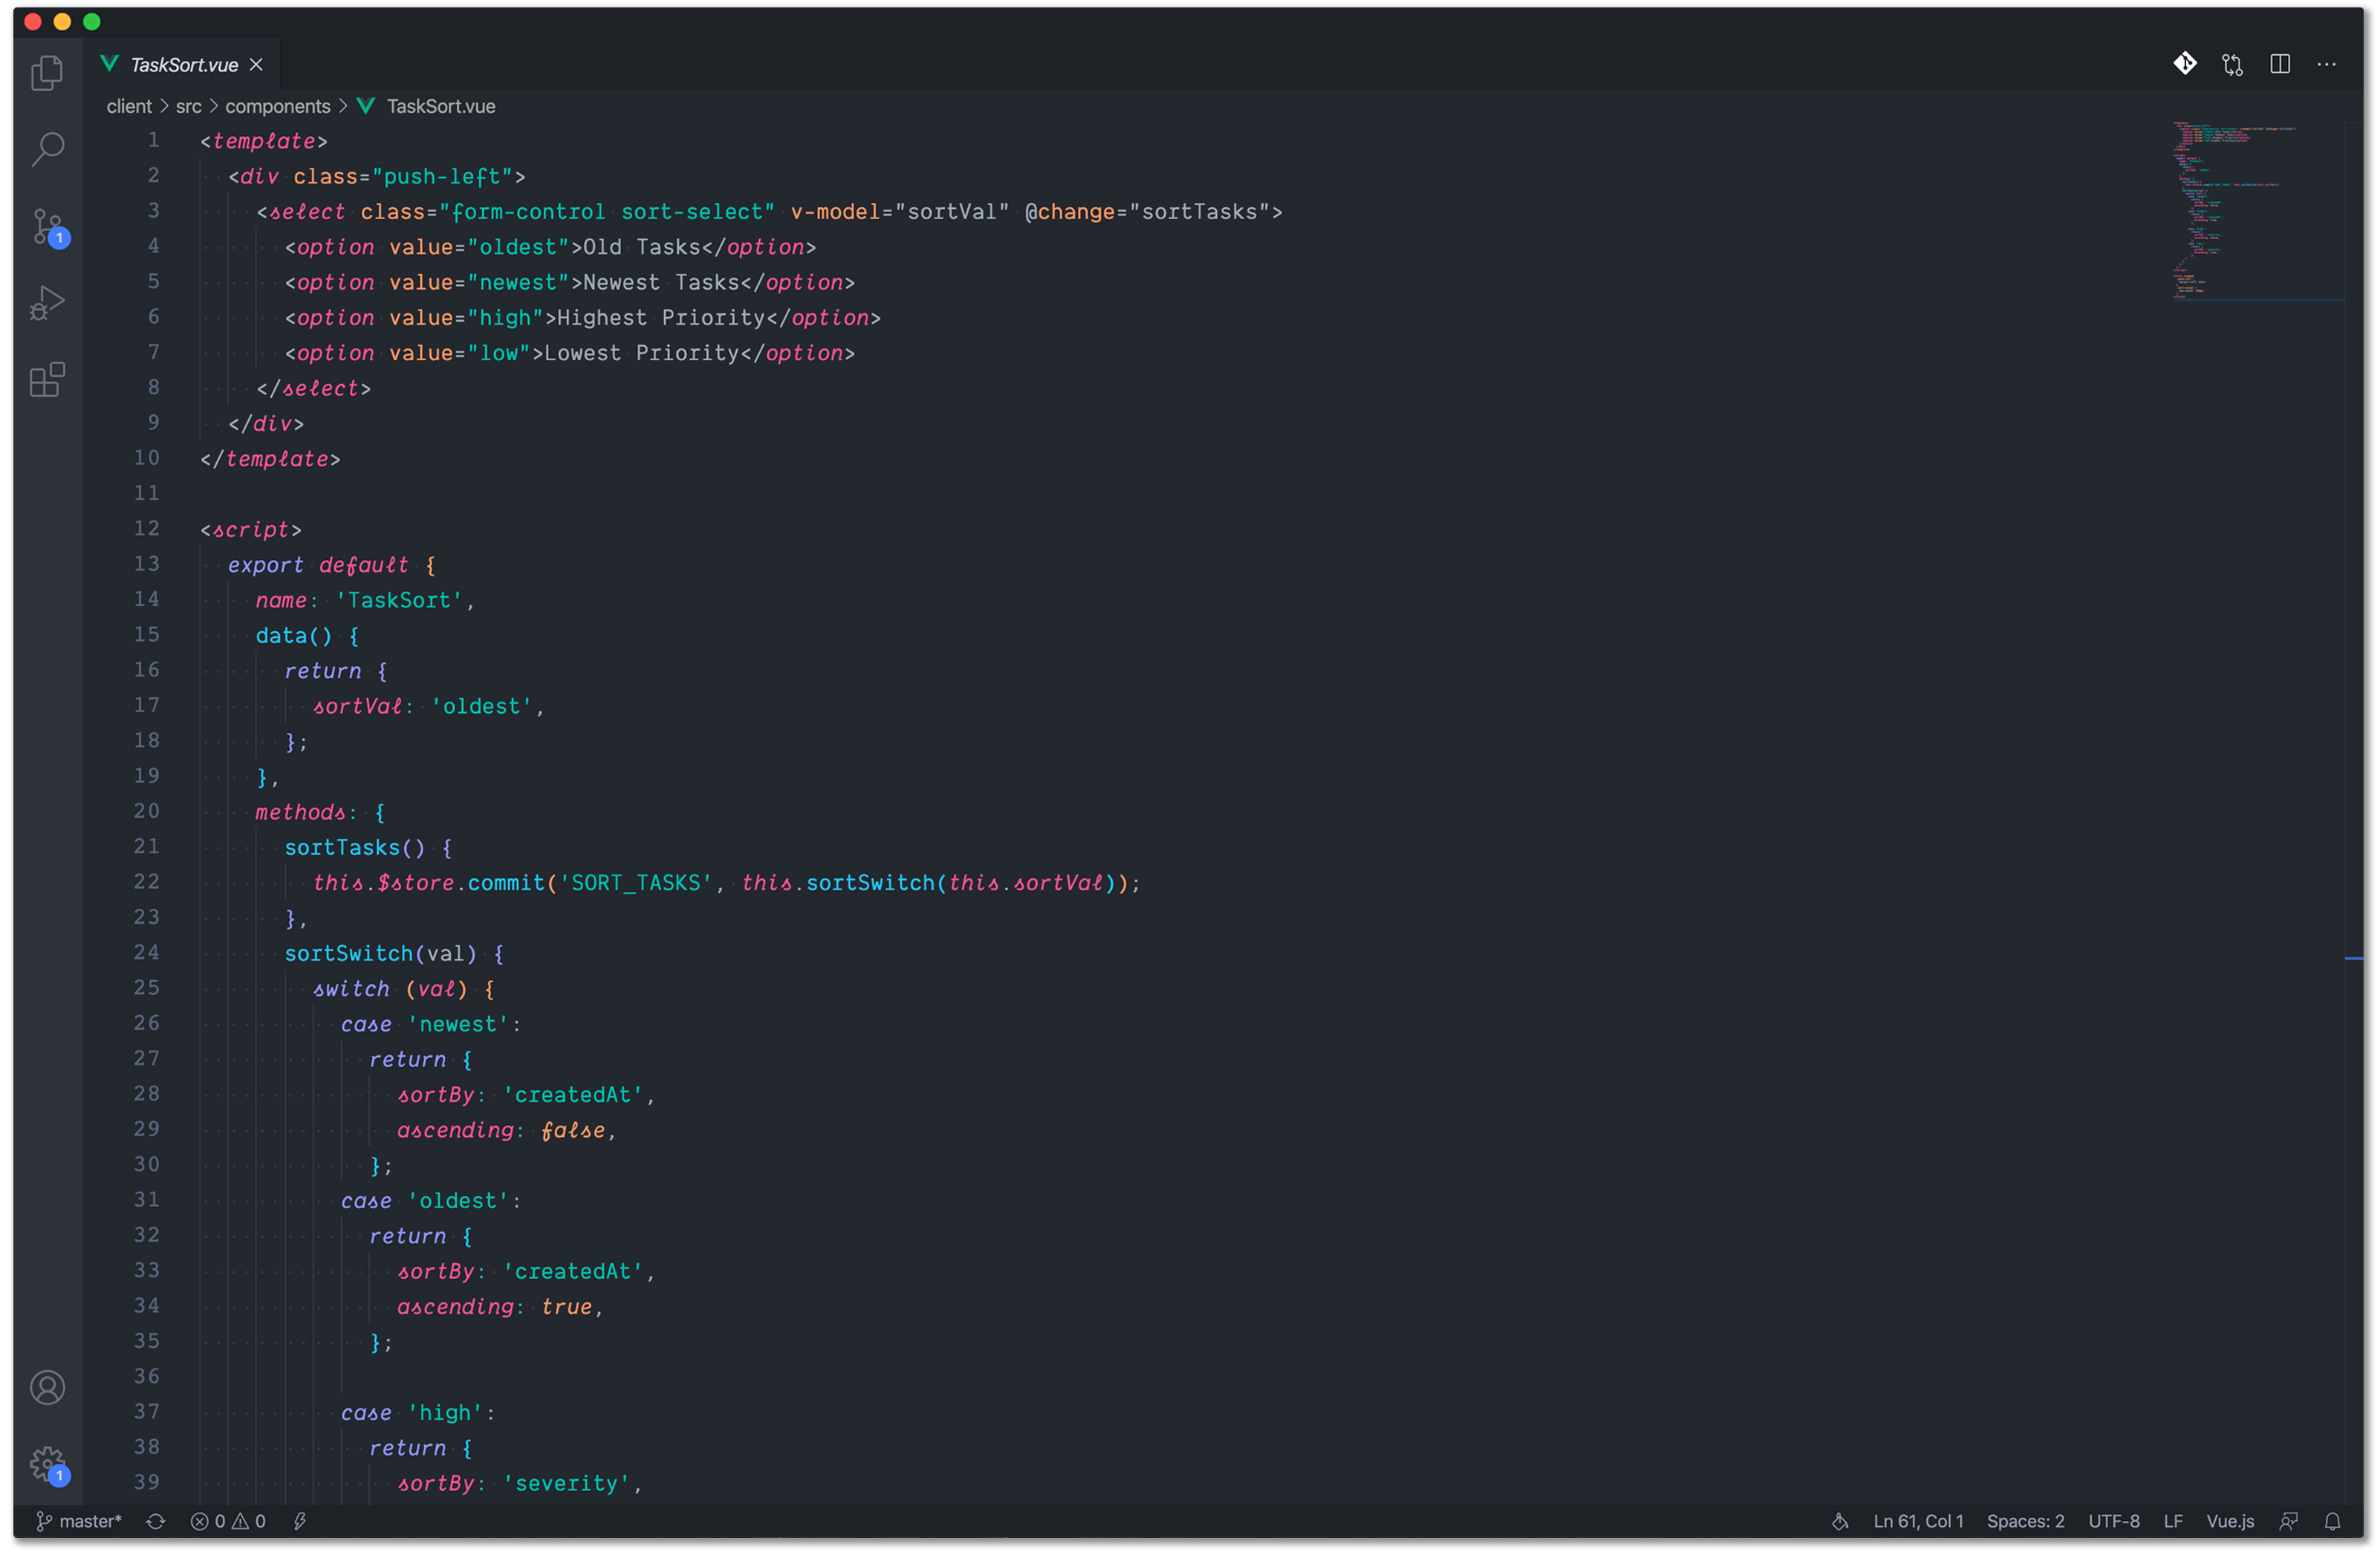 TaskSort.vue
client > src > components > TaskSort.vue
1 <template>
2   <div class="push-left">
3     <select class="form-control sort-select" v-model="sortVal" @change="sortTasks">
4       <option value="oldest">Old Tasks</option>
5       <option value="newest">Newest Tasks</option>
6       <option value="high">Highest Priority</option>
7       <option value="low">Lowest Priority</option>
8     </select>
9   </div>
10 </template>
11
12 <script>
13   export default {
14     name: 'TaskSort',
15     data() {
16       return {
17         sortVal: 'oldest',
18       };
19     },
20     methods: {
21       sortTasks() {
22         this.$store.commit('SORT_TASKS', this.sortSwitch(this.sortVal));
23       },
24       sortSwitch(val) {
25         switch (val) {
26           case 'newest':
27             return {
28               sortBy: 'createdAt',
29               ascending: false,
30             };
31           case 'oldest':
32             return {
33               sortBy: 'createdAt',
34               ascending: true,
35             };
36
37           case 'high':
38             return {
39               sortBy: 'severity',
1
1
master* 0 0 Ln 61, Col 1 Spaces: 2 UTF-8 LF Vue.js